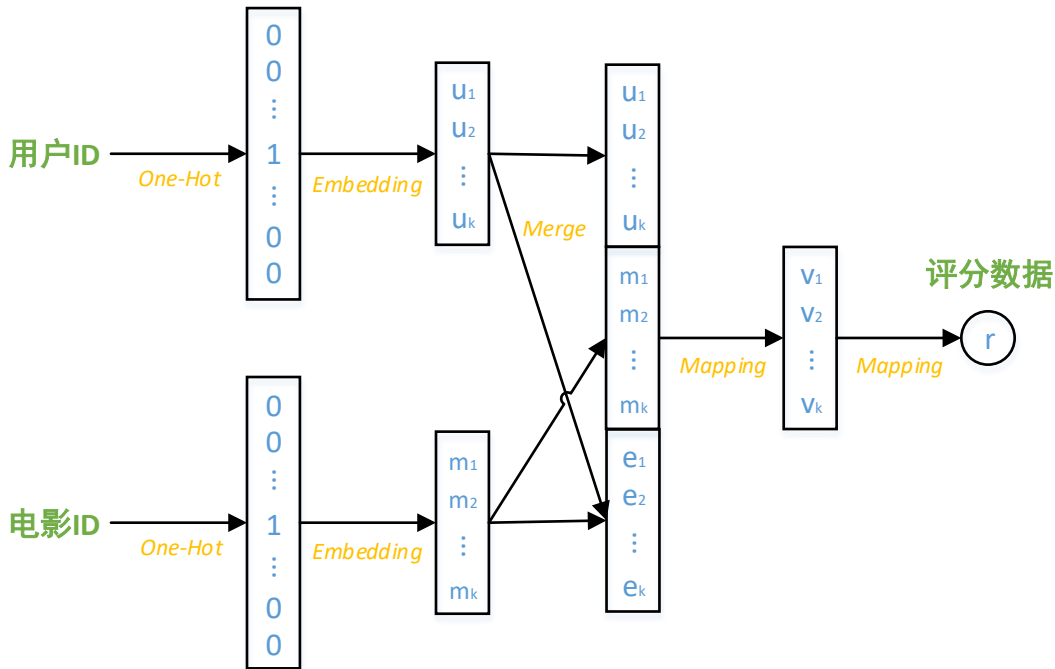 用户ID
One-Hot
0
0
⋮
1
⋮
0
0
Embedding
u1
u2
⋮
uk
Merge
u1
u2
⋮
uk
m1
m2
⋮
mk
e1
e2
⋮
ek
Mapping
v1
v2
⋮
vk
Mapping
评分数据
r
电影ID
One-Hot
0
0
⋮
1
⋮
0
0
Embedding
m1
m2
⋮
mk